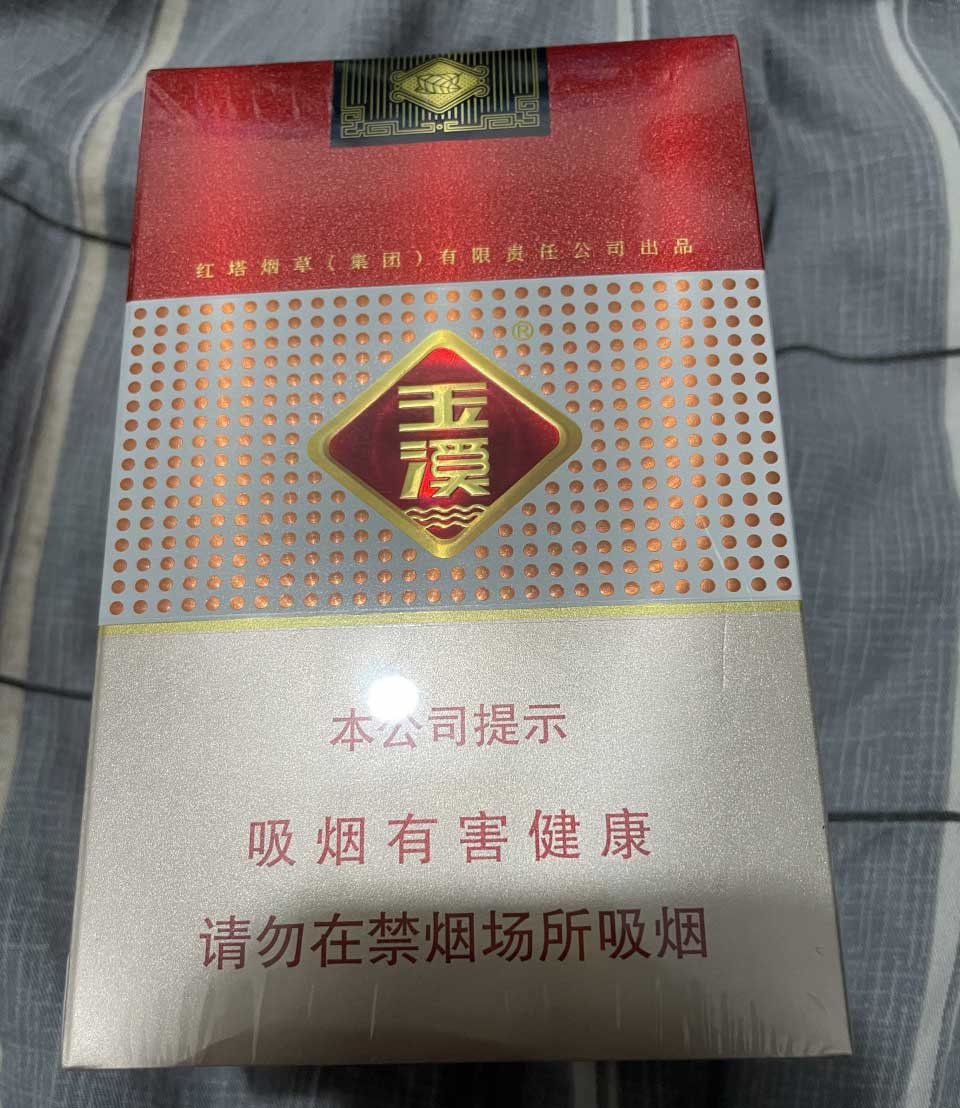 红塔烟草(集团)有限责任公司出品
®
玉
溪
本公司提示
吸烟有害健康
请勿在禁烟场所吸烟